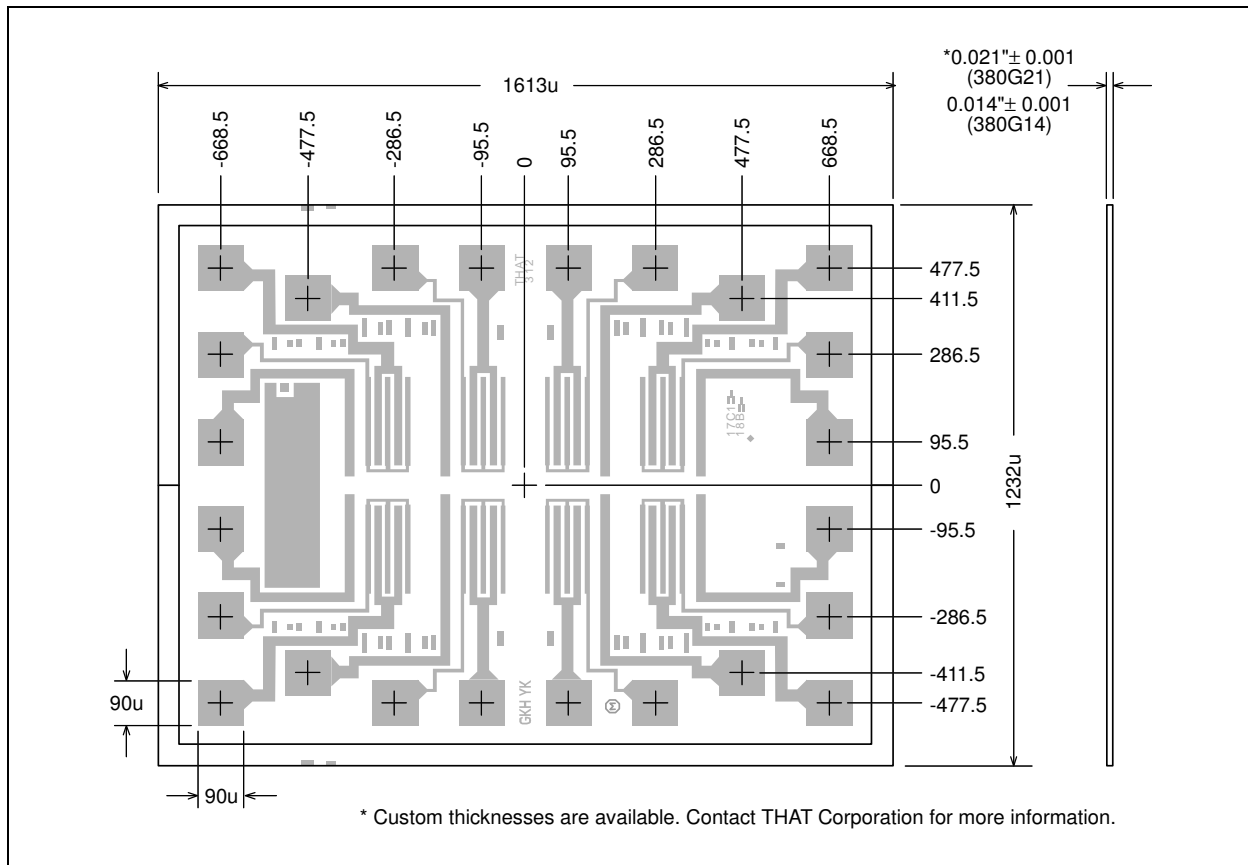 *0.021"± 0.001
(380G21)
0.014"± 0.001
(380G14)
1613u
-668.5
-477.5
-286.5
-95.5
0
95.5
286.5
477.5
668.5
THAT
312
477.5
411.5
286.5
17C1
18B
95.5
0
1232u
-95.5
-286.5
-411.5
-477.5
90u
GKH YK
M
90u
* Custom thicknesses are available. Contact THAT Corporation for more information.